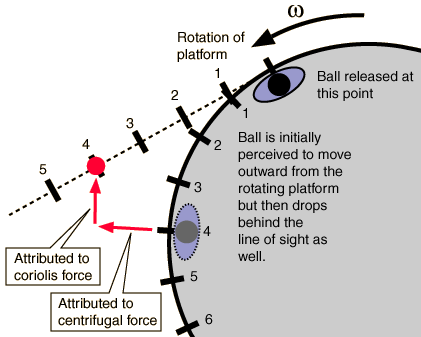 ω
Rotation of
platform
Ball released at
this point
1
1
2
2
3
3
4
4
5
5
6
Ball is initially
perceived to move
outward from the
rotating platform
but then drops
behind the
line of sight as
well.
Attributed to
coriolis force
Attributed to
centrifugal force